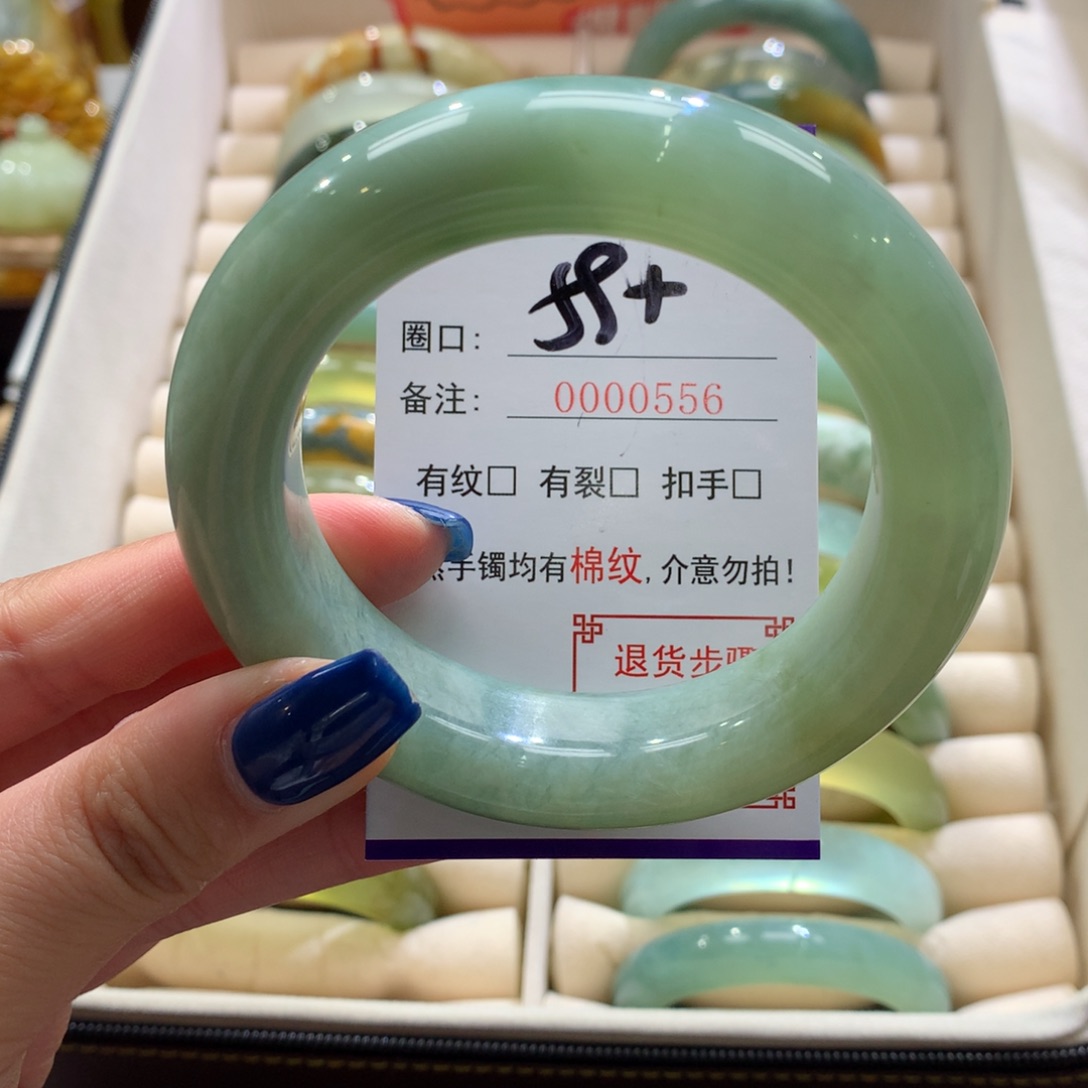 圈口:
备注: 0000556
有纹□ 有裂□ 扣手□
手镯均有棉纹,介意勿拍!
退货步骤